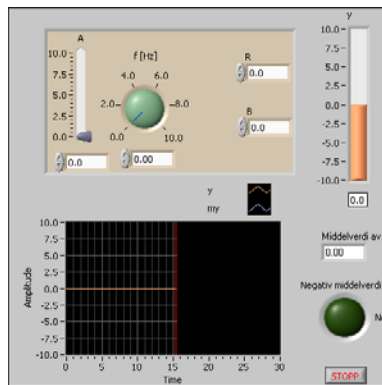 A
10.0
7.5
5.0
2.5
0.0
0.0
f [Hz]
4.0 6.0
2.0 8.0
0.0 10.0
0.00
R
0.0
B
0.0
y
10.0
7.5
5.0
2.5
0.0
-2.5
-5.0
-7.5
-10.0
0.0
y
my
Amplitude
10.0
7.5
5.0
2.5
0.0
-2.5
-5.0
-7.5
-10.0
0 5 10 15 20 25 30
Time
Middelverdi av
0.00
Negativ middelverdi
STOPP